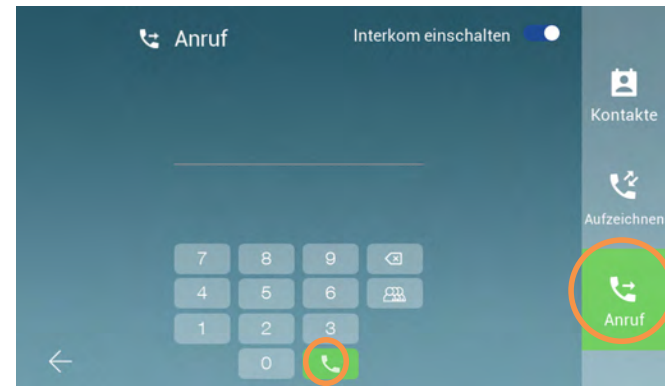 Anruf
Interkom einschalten
Kontakte
Aufzeichnen
Anruf
7 8 9
4 5 6
1 2 3
0